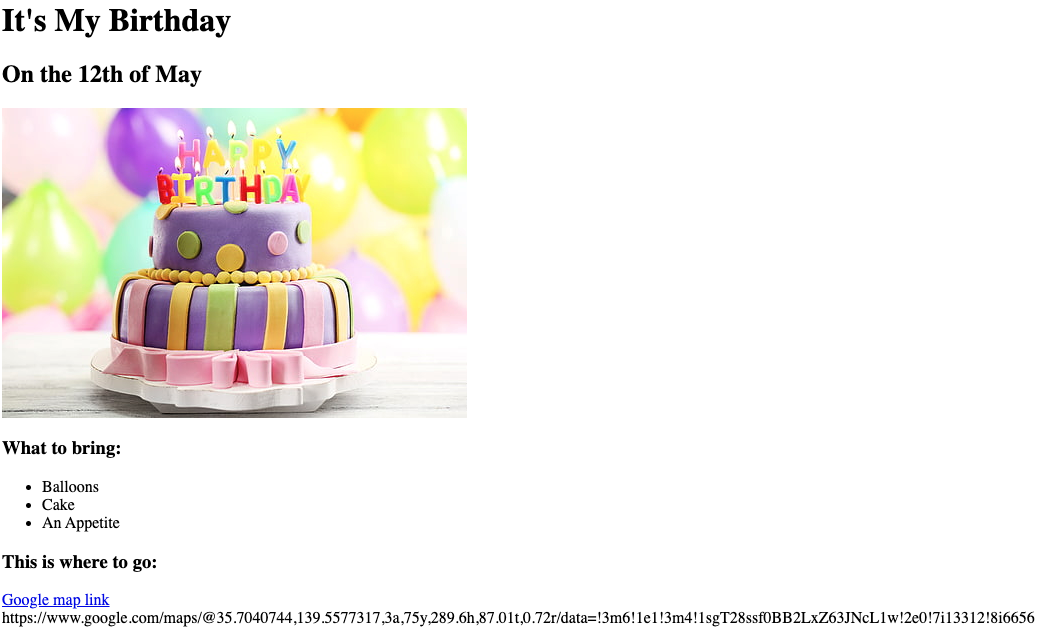 It's My Birthday
On the 12th of May
HAPPY
BIRTHDAY
What to bring:
Balloons
Cake
An Appetite
This is where to go:
Google map link
https://www.google.com/maps/@35.7040744,139.5577317,3a,75y,289.6h,87.01t,0.72r/data=!3m6!1e1!3m4!1sgT28ssf0BB2LxZ63JNcL1w!2e0!7i13312!8i6656